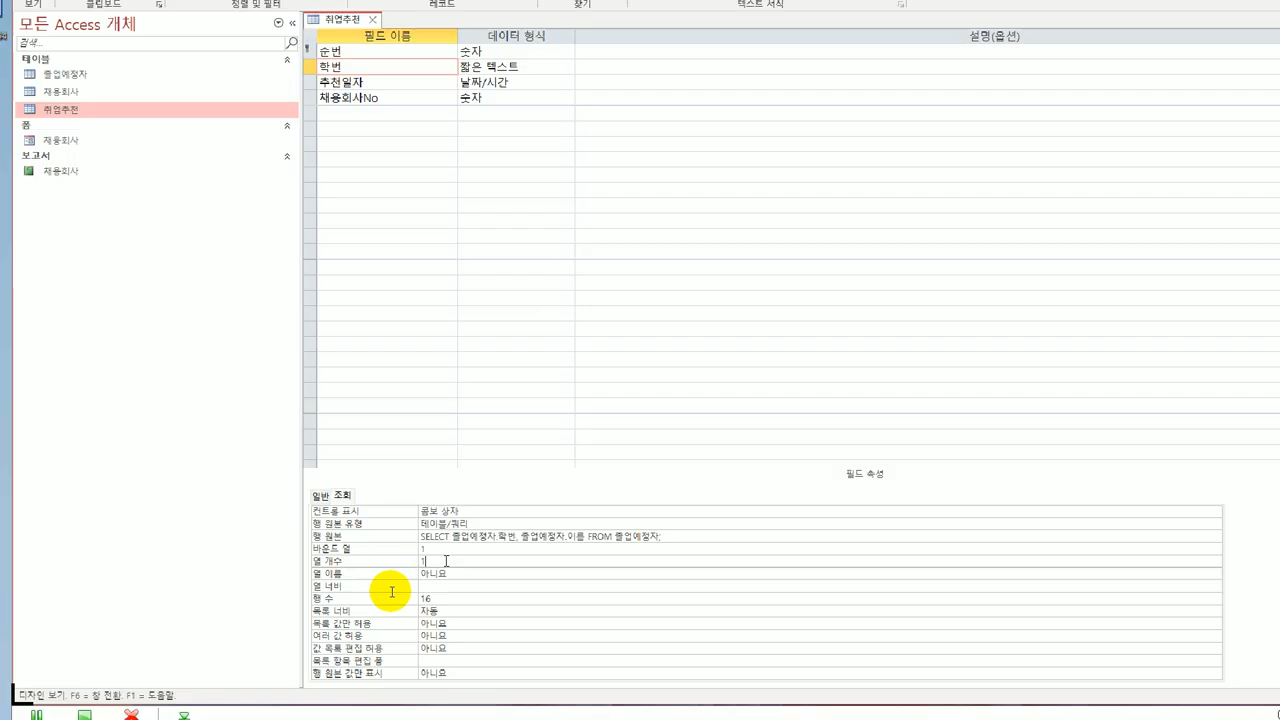 보기 클립보드 정렬 및 필터 레코드 찾기 텍스트 서식
모든 Access 개체
검색...
테이블
졸업예정자
채용회사
취업추천
폼
채용회사
보고서
채용회사
취업추천
필드 이름 데이터 형식 설명(옵션)
순번 숫자
학번 짧은 텍스트
추천일자 날짜/시간
채용회사No 숫자
필드 속성
일반 조회
컨트롤 표시 콤보 상자
행 원본 유형 테이블/쿼리
행 원본 SELECT 졸업예정자.학번, 졸업예정자.이름 FROM 졸업예정자;
바운드 열 1
열 개수 1
열 이름 아니요
열 너비
행 수 16
목록 너비 자동
목록 값만 허용 아니요
여러 값 허용 아니요
값 목록 편집 허용 아니요
목록 항목 편집 폼
행 원본 값만 표시 아니요
디자인 보기. F6 = 창 전환. F1 = 도움말.